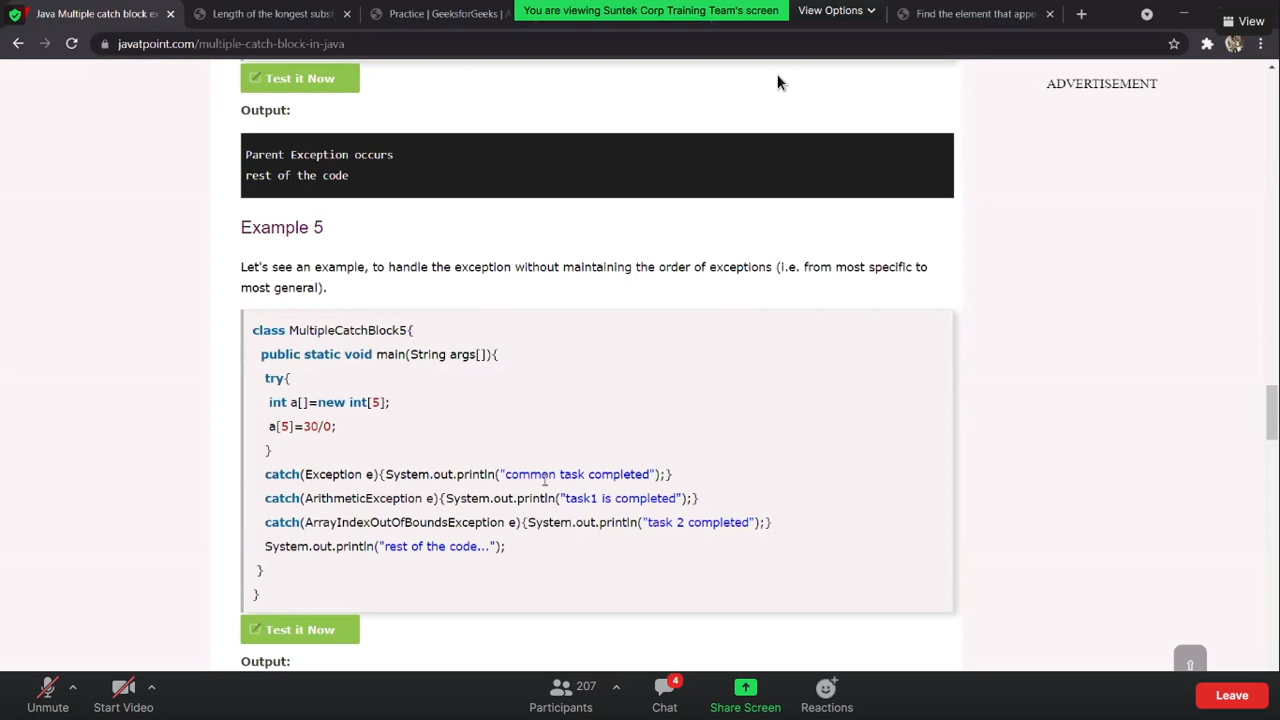 Java Multiple catch block ex
Length of the longest subst
Practice | GeeksforGeeks | A
You are viewing Suntek Corp Training Team's screen
View Options
Find the element that appe
View
javatpoint.com/multiple-catch-block-in-java
Test it Now
ADVERTISEMENT
Output:
Parent Exception occurs
rest of the code
Example 5
Let's see an example, to handle the exception without maintaining the order of exceptions (i.e. from most specific to
most general).
class MultipleCatchBlock5{
public static void main(String args[]){
try{
int a[]=new int[5];
a[5]=30/0;
}
catch(Exception e){System.out.println("common task completed");}
catch(ArithmeticException e){System.out.println("task1 is completed");}
catch(ArrayIndexOutOfBoundsException e){System.out.println("task 2 completed");}
System.out.println("rest of the code...");
}
}
Test it Now
Output:
207
4
Unmute
Start Video
Participants
Chat
Share Screen
Reactions
Leave